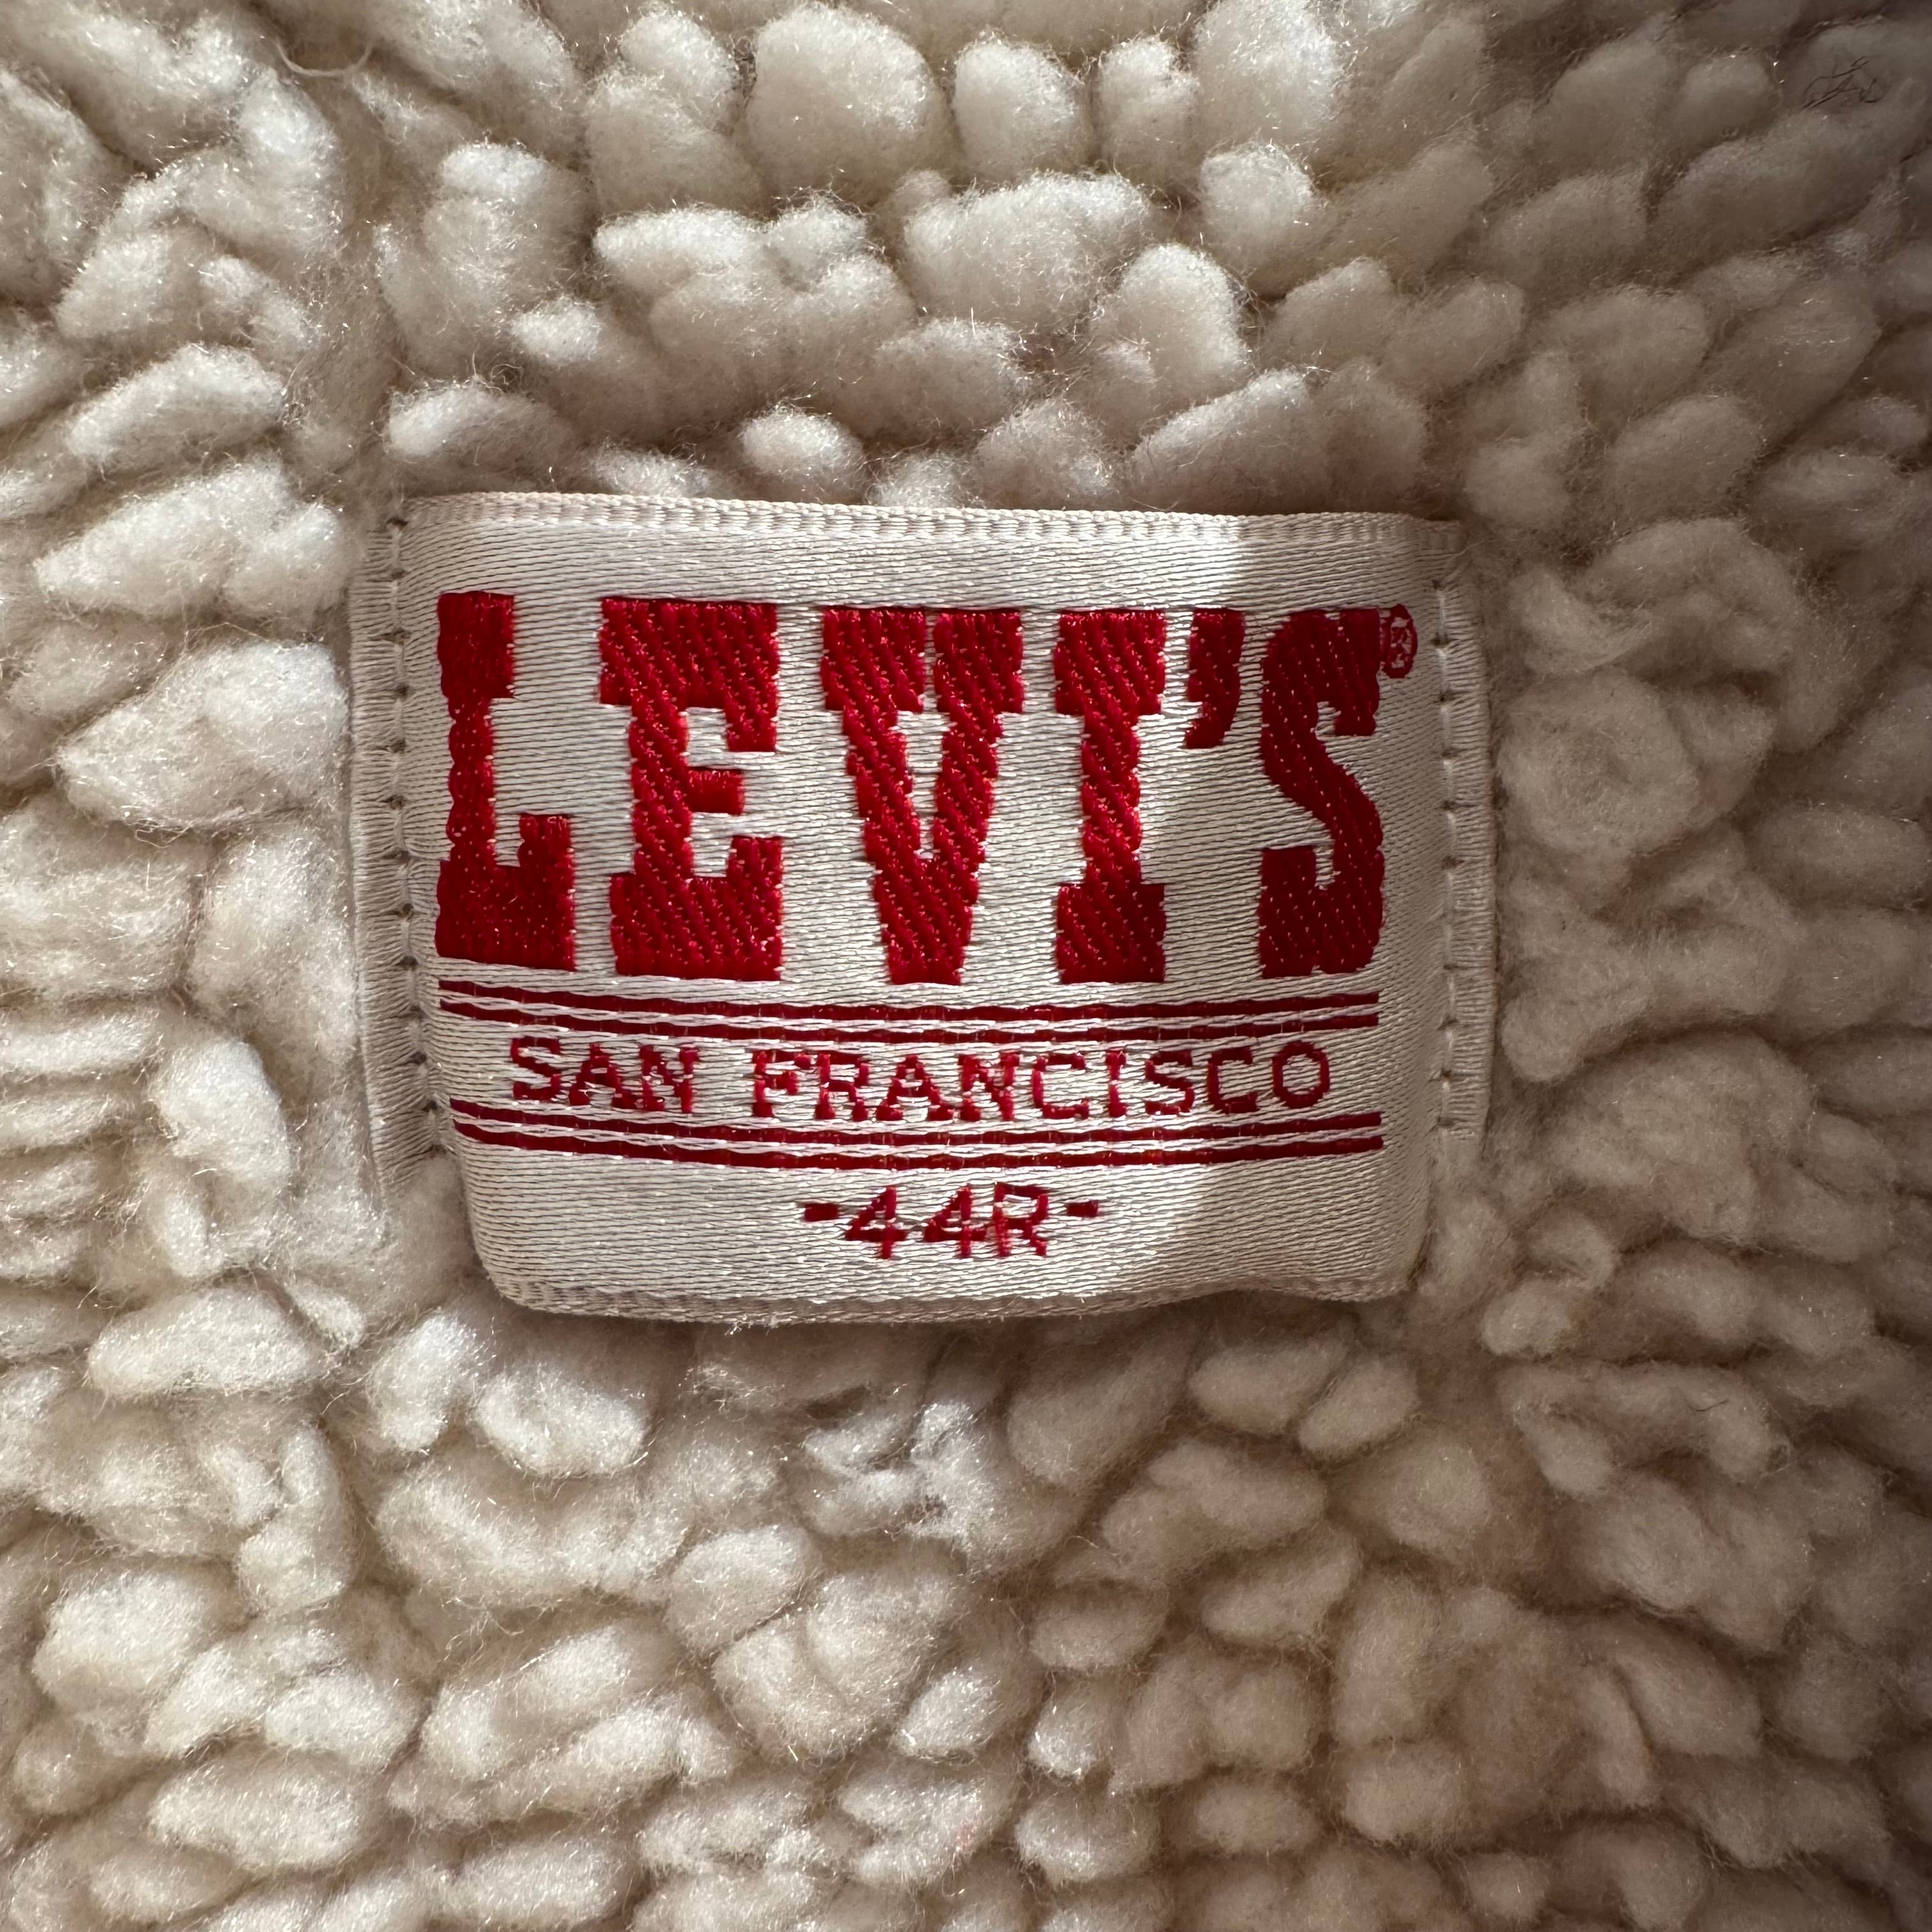 LEVI'S®
SAN FRANCISCO
-44R-